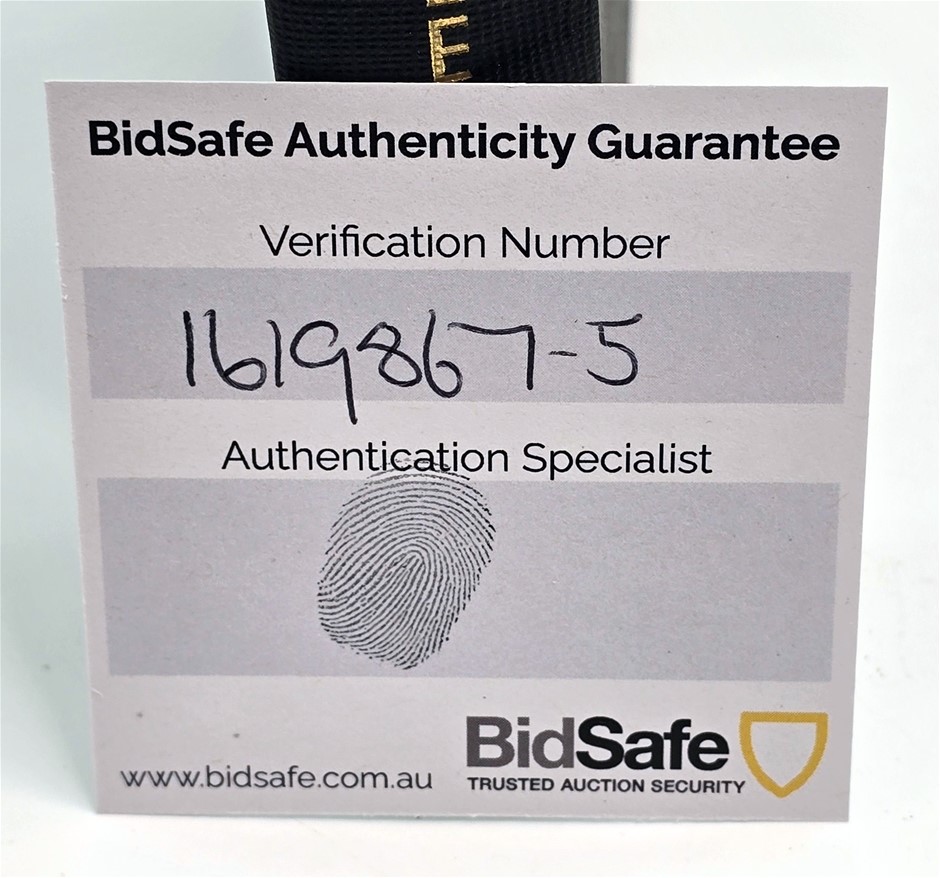 E
BidSafe Authenticity Guarantee
Verification Number
1619867-5
Authentication Specialist
www.bidsafe.com.au
BidSafe
TRUSTED AUCTION SECURITY